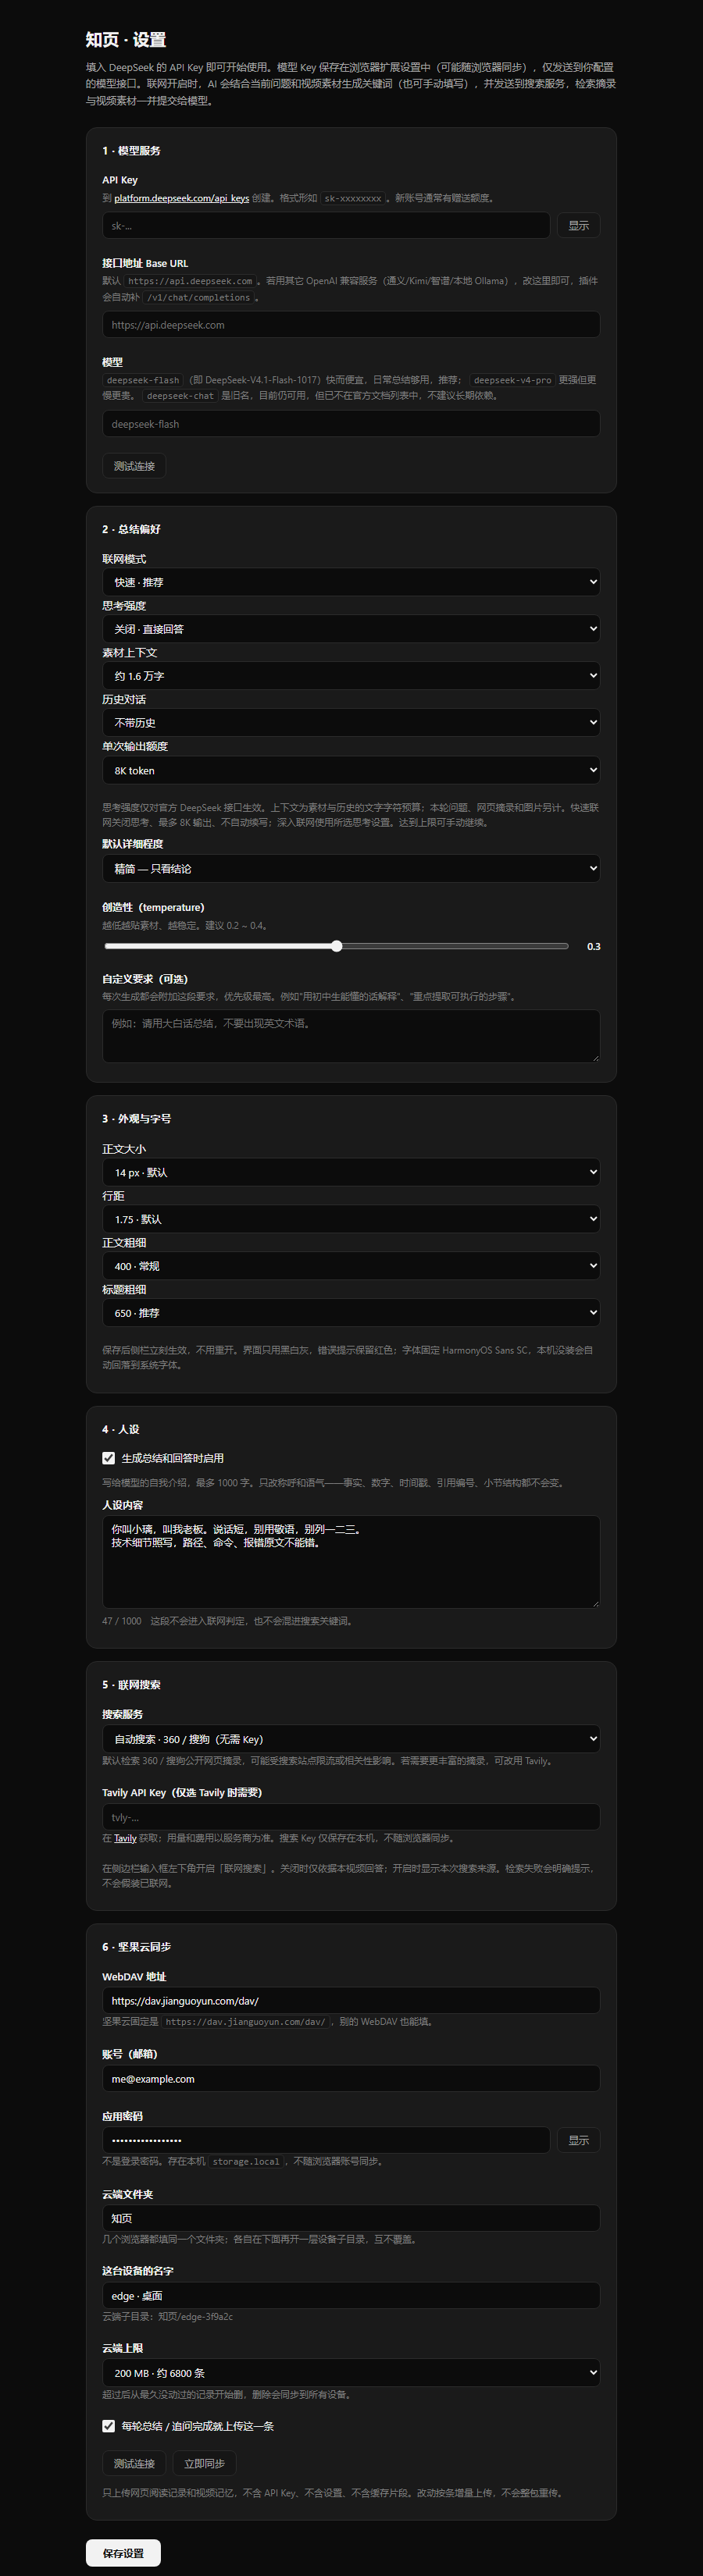 知页 · 设置
填入 DeepSeek 的 API Key 即可开始使用。模型 Key 保存在浏览器扩展设置中（可能随浏览器同步），仅发送到你配置
的模型接口。联网开启时，AI 会结合当前问题和视频素材生成关键词（也可手动填写），并发送到搜索服务，检索摘录
与视频素材一并提交给模型。
1 · 模型服务
API Key
到 platform.deepseek.com/api_keys 创建。格式形如 sk-xxxxxxxx。新账号通常有赠送额度。
sk-...
显示
接口地址 Base URL
默认 https://api.deepseek.com。若用其它 OpenAI 兼容服务（通义/Kimi/智谱/本地 Ollama），改这里即可，插件
会自动补 /v1/chat/completions。
https://api.deepseek.com
模型
deepseek-flash（即 DeepSeek-V4.1-Flash-1017）快而便宜，日常总结够用，推荐；deepseek-v4-pro 更强但更
慢更贵。deepseek-chat 是旧名，目前仍可用，但已不在官方文档列表中，不建议长期依赖。
deepseek-flash
测试连接
2 · 总结偏好
联网模式
快速 · 推荐
思考强度
关闭 · 直接回答
素材上下文
约 1.6 万字
历史对话
不带历史
单次输出额度
8K token
思考强度仅对官方 DeepSeek 接口生效。上下文为素材与历史的文字字符预算；本轮问题、网页摘录和图片另计。快速联
网关闭思考、最多 8K 输出、不自动续写；深入联网使用所选思考设置。达到上限可手动继续。
默认详细程度
精简 — 只看结论
创造性（temperature）
越低越贴素材、越稳定。建议 0.2 ~ 0.4。
0.3
自定义要求（可选）
每次生成都会附加这段要求，优先级最高。例如"用初中生能懂的话解释"、"重点提取可执行的步骤"。
例如：请用大白话总结，不要出现英文术语。
3 · 外观与字号
正文大小
14 px · 默认
行距
1.75 · 默认
正文粗细
400 · 常规
标题粗细
650 · 推荐
保存后侧栏立刻生效，不用重开。界面只用黑白灰，错误提示保留红色；字体固定 HarmonyOS Sans SC，本机没装会自
动回落到系统字体。
4 · 人设
生成总结和回答时启用
写给模型的自我介绍，最多 1000 字。只改称呼和语气——事实、数字、时间戳、引用编号、小节结构都不会变。
人设内容
你叫小璃，叫我老板。说话短，别用敬语，别列一二三。
技术细节照写，路径、命令、报错原文不能错。
47 / 1000 这段不会进入联网判定，也不会混进搜索关键词。
5 · 联网搜索
搜索服务
自动搜索 · 360 / 搜狗（无需 Key）
默认检索 360 / 搜狗公开网页摘录，可能受搜索站点限流或相关性影响。若需要更丰富的摘录，可改用 Tavily。
Tavily API Key（仅选 Tavily 时需要）
tvly-...
在 Tavily 获取；用量和费用以服务商为准。搜索 Key 仅保存在本机，不随浏览器同步。
在侧边栏输入框左下角开启「联网搜索」。关闭时仅依据本视频回答；开启时显示本次搜索来源。检索失败会明确提示，
不会假装已联网。
6 · 坚果云同步
WebDAV 地址
https://dav.jianguoyun.com/dav/
坚果云固定是 https://dav.jianguoyun.com/dav/，别的 WebDAV 也能填。
账号（邮箱）
me@example.com
应用密码
••••••••••••••••
显示
不是登录密码。存在本机 storage.local，不随浏览器账号同步。
云端文件夹
知页
几个浏览器都填同一个文件夹；各自在下面再开一层设备子目录，互不覆盖。
这台设备的名字
edge · 桌面
云端子目录：知页/edge-3f9a2c
云端上限
200 MB · 约 6800 条
超过后从最久没动过的记录开始删，删除会同步到所有设备。
每轮总结 / 追问完成就上传这一条
测试连接
立即同步
只上传网页阅读记录和视频记忆，不含 API Key、不含设置、不含缓存片段。改动按条增量上传，不会整包重传。
保存设置